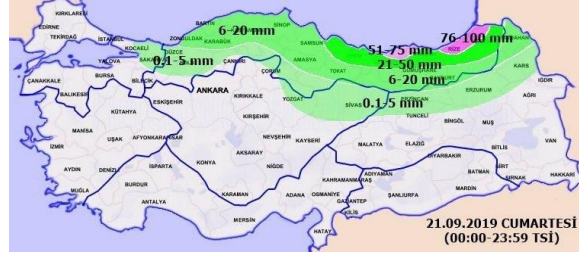 KIRKLARELİ
EDİRNE
TEKİRDAĞ
İSTANBUL
KOCAELİ
YALOVA
ZONGULDAK
BARTIN
SİNOP
6-20 mm
KARABÜK
SAMSUN
76-100 mm
RİZE
51-75 mm
21-50 mm
KARS
DÜZCE
0.1-5 mm
ÇANKIRI
AMASYA
TOKAT
6-20 mm
ÇORUM
ÇANAKKALE
BURSA
BİLECİK
ANKARA
YOZGAT
SİVAS
0.1-5 mm
ERZURUM
IĞDIR
AĞRI
BALIKESİR
ESKİŞEHİR
KIRIKKALE
KIRŞEHİR
TUNCELİ
BİNGÖL
MUŞ
KÜTAHYA
MANİSA
UŞAK
AFYONKARAHİSAR
NEVŞEHİR
KAYSERİ
MALATYA
ELAZIĞ
VAN
İZMİR
AKSARAY
BİTLİS
DİYARBAKIR
AYDIN
DENİZLİ
ISPARTA
KONYA
NİĞDE
KAHRAMANMARAŞ
ADIYAMAN
BATMAN
SİİRT
ŞIRNAK
HAKKARİ
MUĞLA
BURDUR
KARAMAN
ADANA
OSMANİYE
GAZİANTEP
ŞANLIURFA
MARDİN
ANTALYA
MERSİN
KİLİS
HATAY
21.09.2019 CUMARTESİ
(00:00-23:59 TSİ)